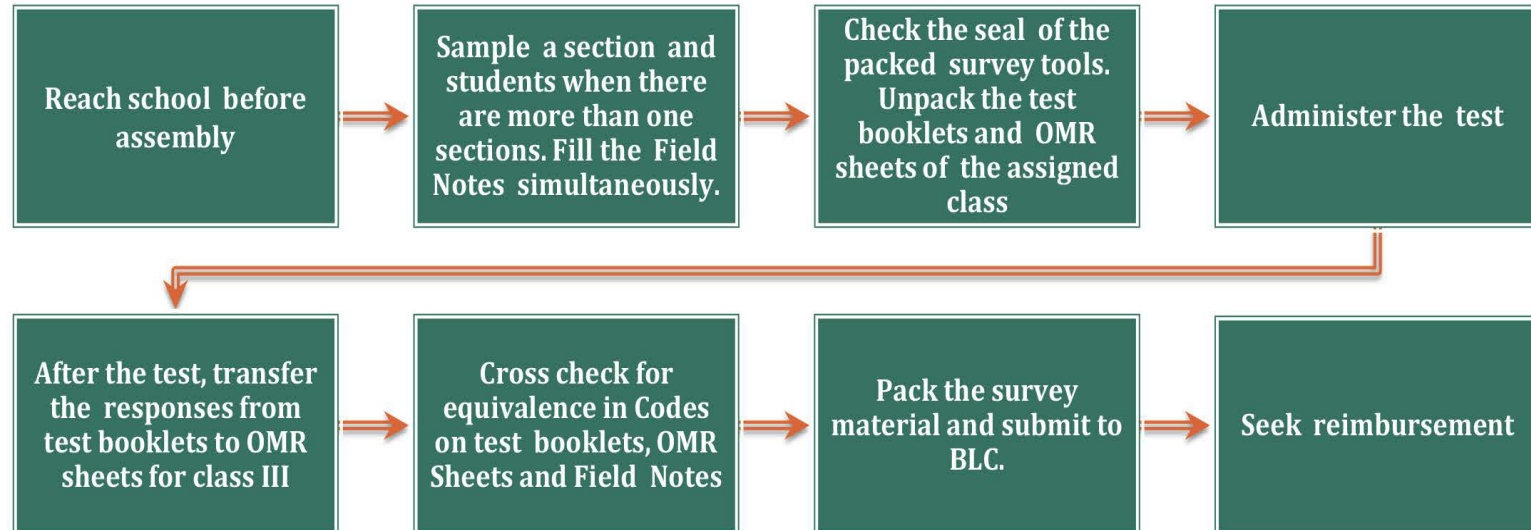 Reach school before
assembly
Sample a section and
students when there
are more than one
sections. Fill the Field
Notes simultaneously.
Check the seal of the
packed survey tools.
Unpack the test
booklets and OMR
sheets of the assigned
class
Administer the test
After the test, transfer
the responses from
test booklets to OMR
sheets for class III
Cross check for
equivalence in Codes
on test booklets, OMR
Sheets and Field Notes
Pack the survey
material and submit to
BLC.
Seek reimbursement